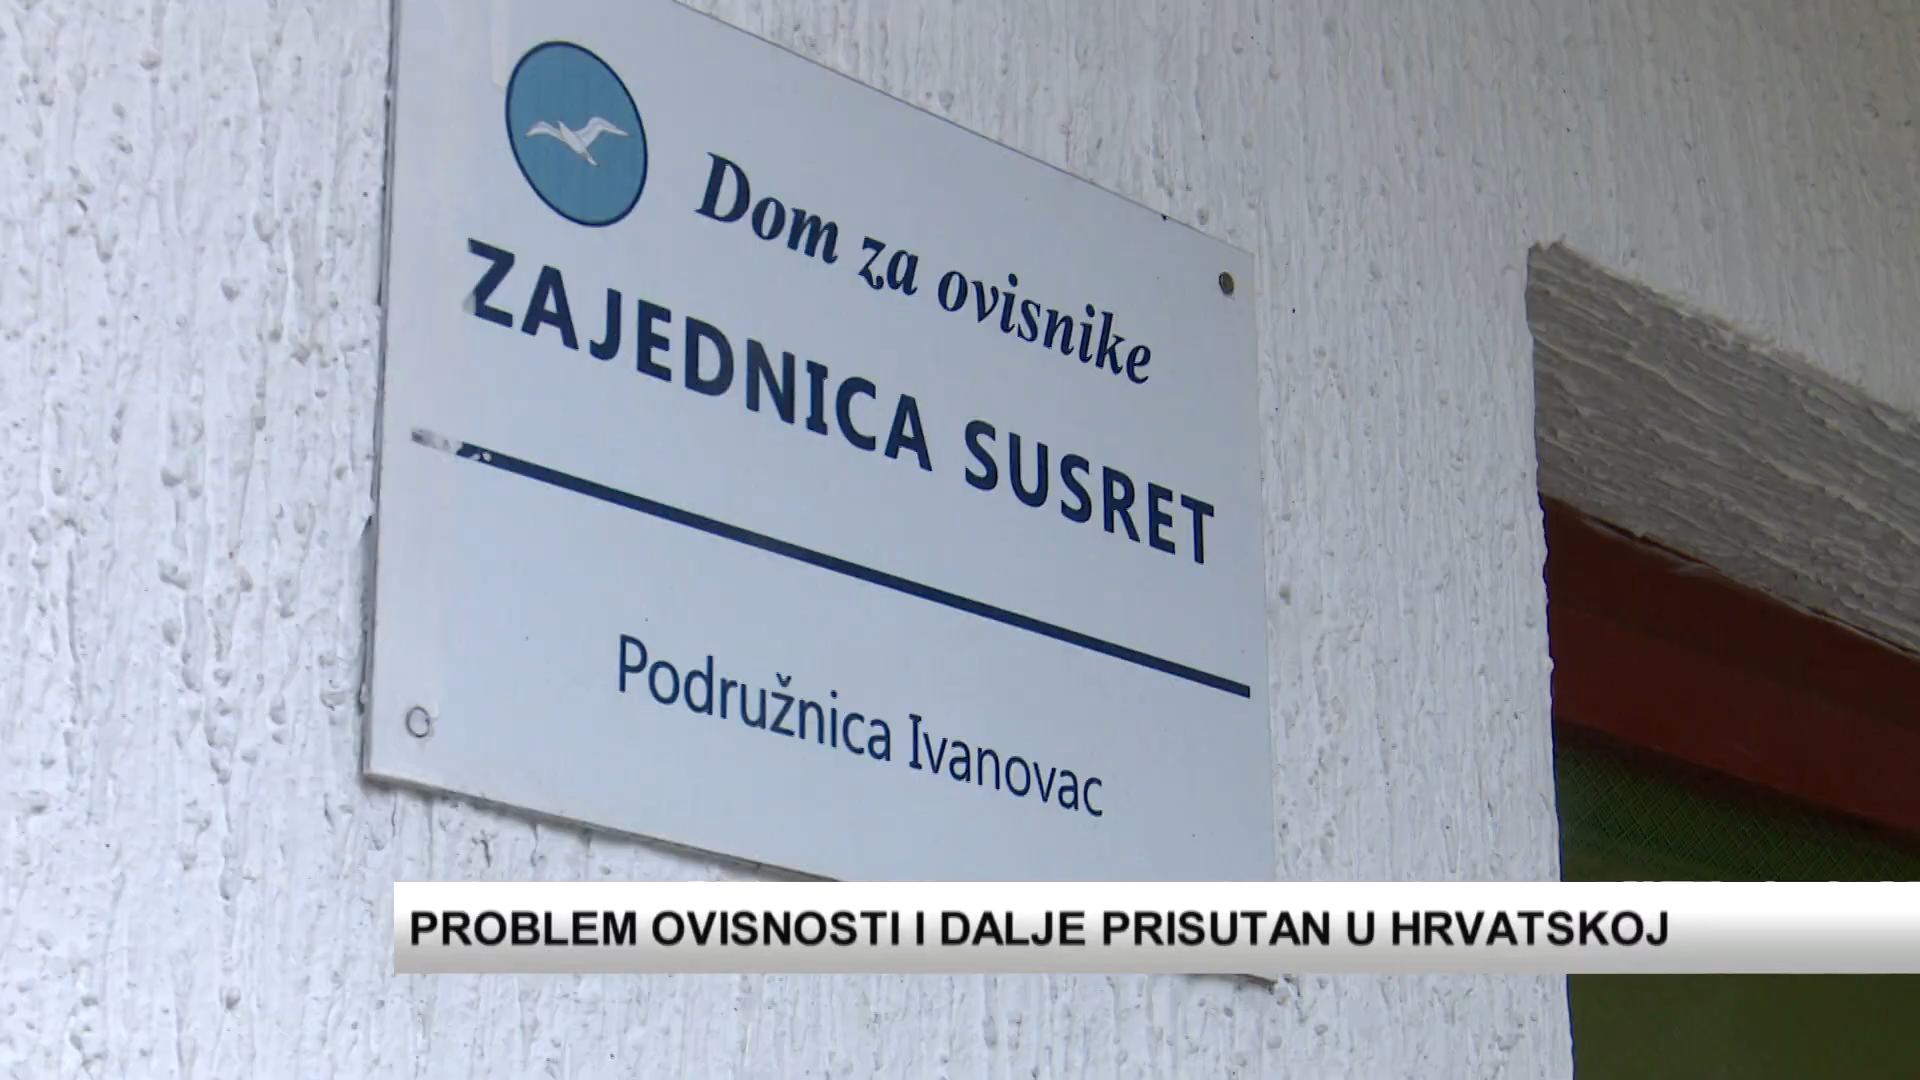 Dom za ovisnike
ZAJEDNICA SUSRET
Podružnica Ivanovac
PROBLEM OVISNOSTI I DALJE PRISUTAN U HRVATSKOJ